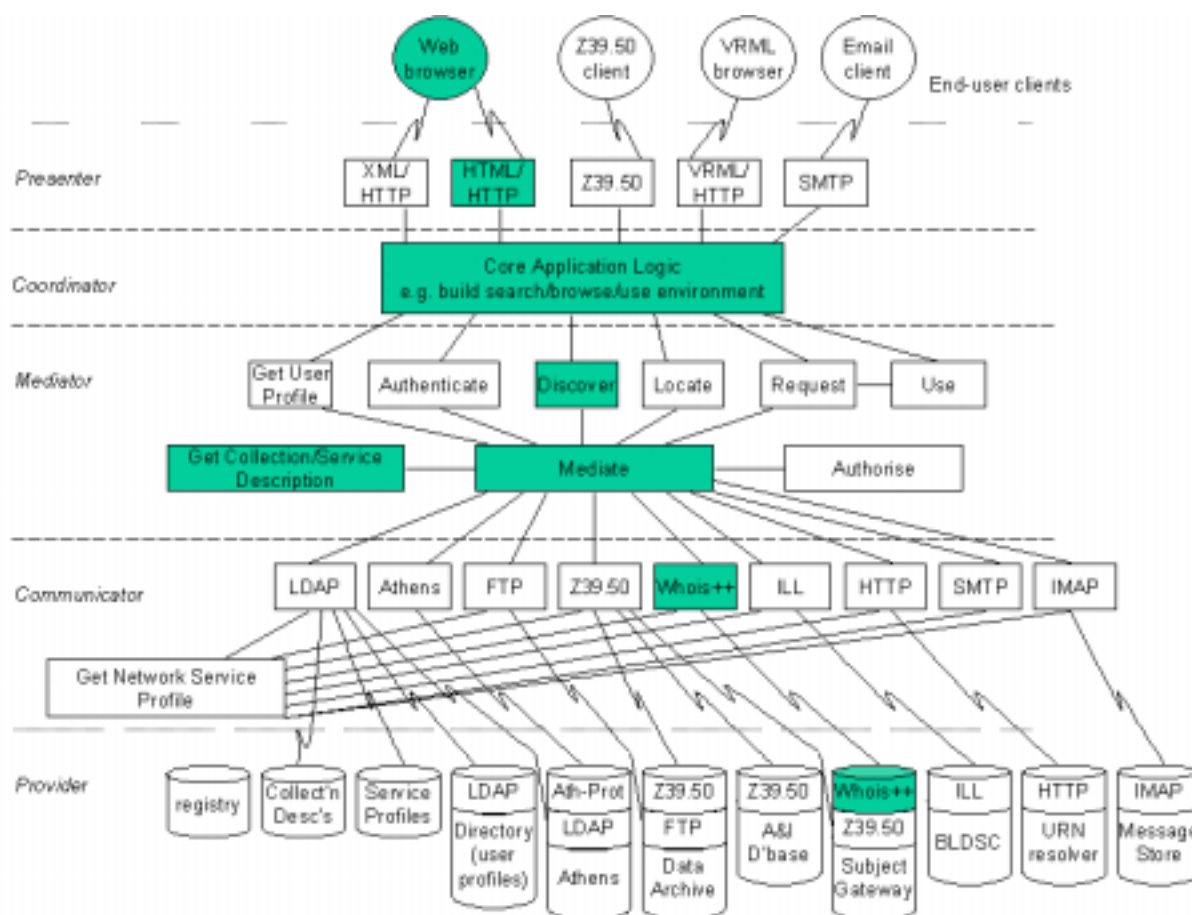 Web
browser
Z39.50
client
VRML
browser
Email
client
End-user clients
Presenter
XML/
HTTP
HTML/
HTTP
Z39.50
VRML/
HTTP
SMTP
Coordinator
Core Application Logic
e.g. build search/browse/use environment
Mediator
Get User
Profile
Authenticate
Discover
Locate
Request
Use
Get Collection/Service
Description
Mediate
Authorise
Communicator
LDAP
Athens
FTP
Z39.50
Whois++
ILL
HTTP
SMTP
IMAP
Get Network Service
Profile
Provider
registry
Collect'n
Desc's
Service
Profiles
LDAP
Directory
(user
profiles)
Ath-Prot
LDAP
Athens
Z39.50
FTP
Data
Archive
Z39.50
A&I
D'base
Whois++
Z39.50
Subject
Gateway
ILL
BLDSC
HTTP
URN
resolver
IMAP
Message
Store